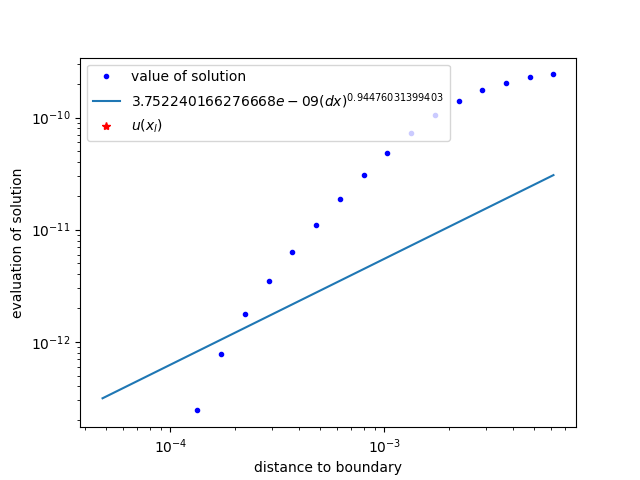 value of solution
3.752240166276668e − 09(dx)^0.94476031399403
u(x_l)
evaluation of solution
10^−10
10^−11
10^−12
10^−4
10^−3
distance to boundary